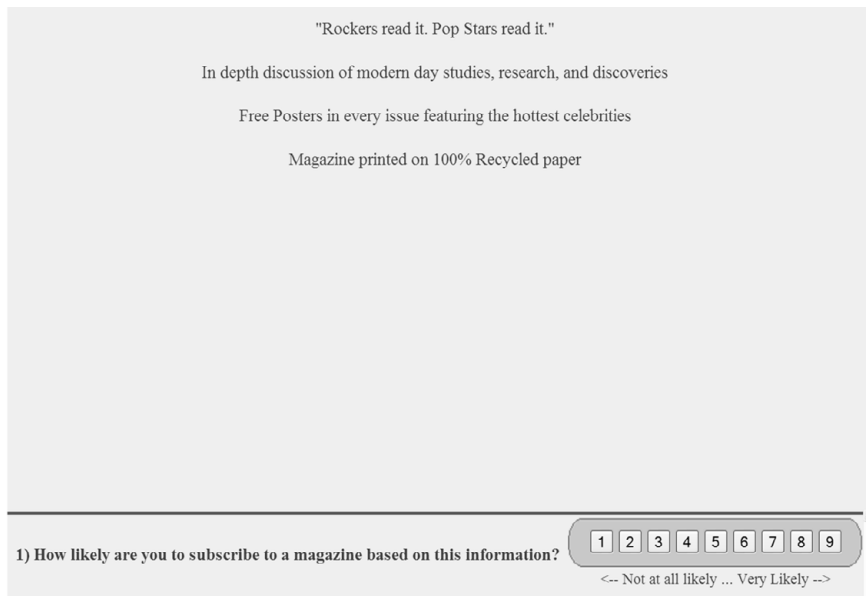 "Rockers read it. Pop Stars read it."
In depth discussion of modern day studies, research, and discoveries
Free Posters in every issue featuring the hottest celebrities
Magazine printed on 100% Recycled paper
1) How likely are you to subscribe to a magazine based on this information?
1 2 3 4 5 6 7 8 9
<-- Not at all likely ... Very Likely -->